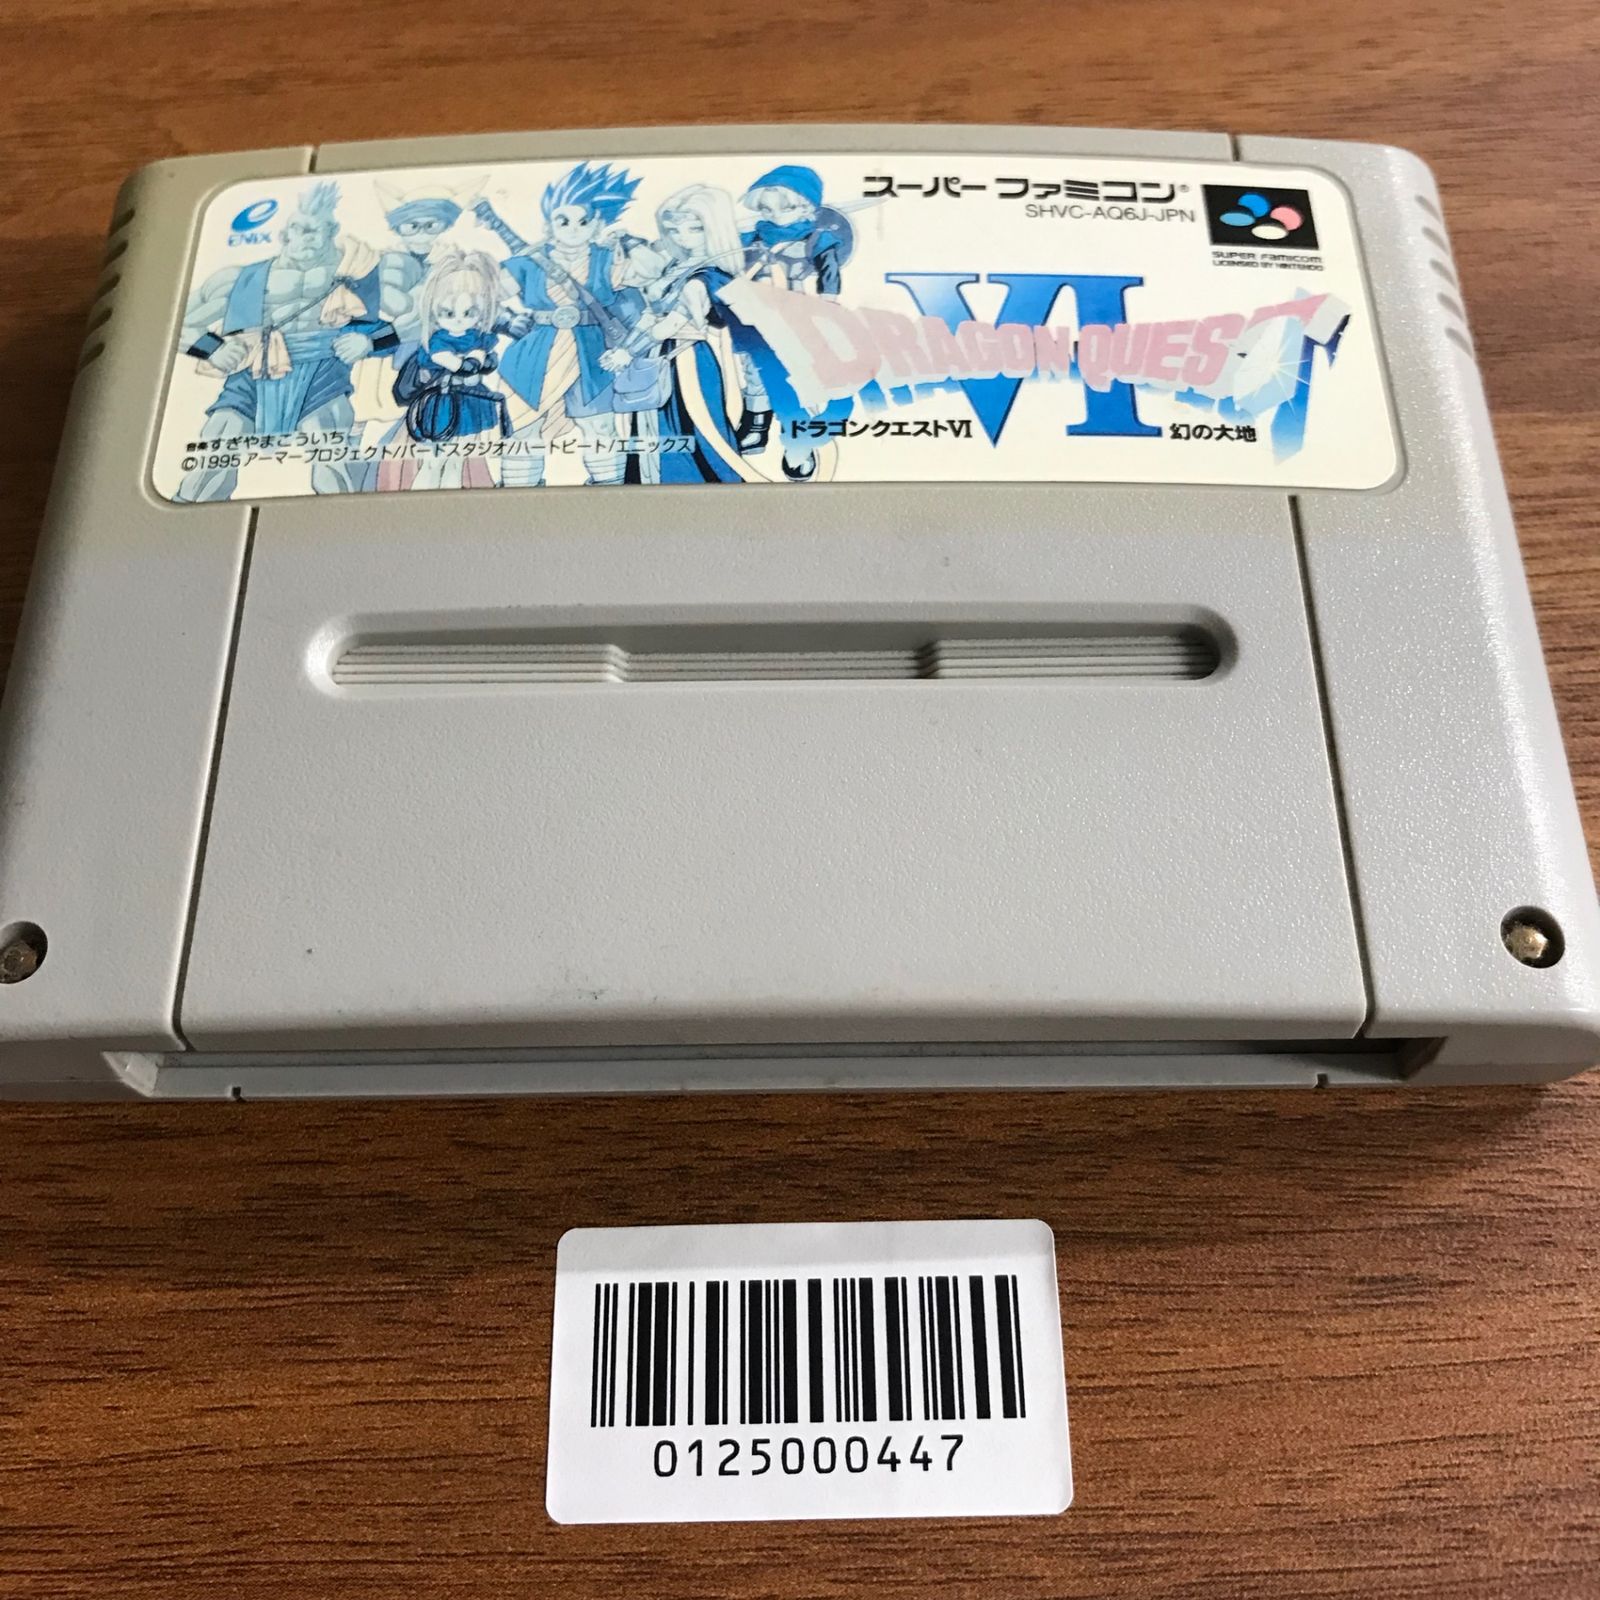 ENIX
スーパーファミコン®
SHVC-AQ6J-JPN
SUPER FAMICOM
LICENSED BY NINTENDO
DRAGON QUEST
VI
ドラゴンクエストVI 幻の大地
音楽すぎやまこういち
©1995 アーマープロジェクト/バードスタジオ/ハートビート/エニックス
0125000447